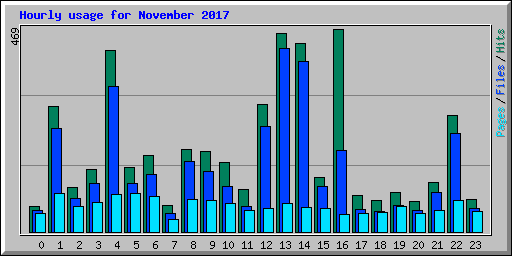 Hourly usage for November 2017
469
Pages/Files/Hits
0 1 2 3 4 5 6 7 8 9 10 11 12 13 14 15 16 17 18 19 20 21 22 23